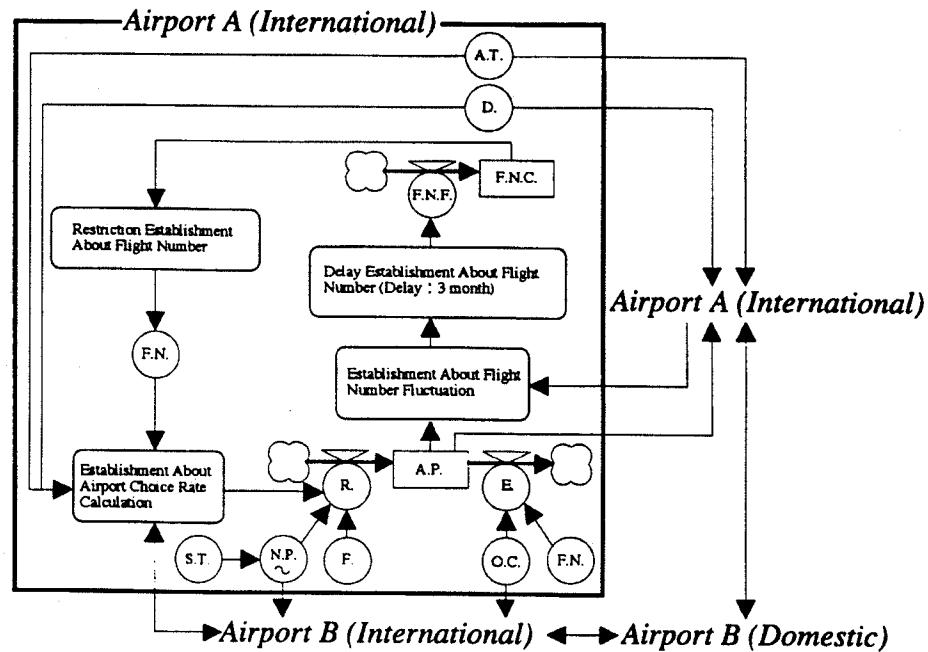 Airport A (International)
A.T.
D.
F.N.C.
F.N.F.
Restriction Establishment
About Flight Number
Delay Establishment About Flight
Number (Delay : 3 month)
Airport A (International)
F.N.
Establishment About Flight
Number Fluctuation
Establishment About
Airport Choice Rate
Calculation
R.
A.P.
E.
S.T.
N.P.
~
F.
O.C.
F.N.
Airport B (International)
Airport B (Domestic)